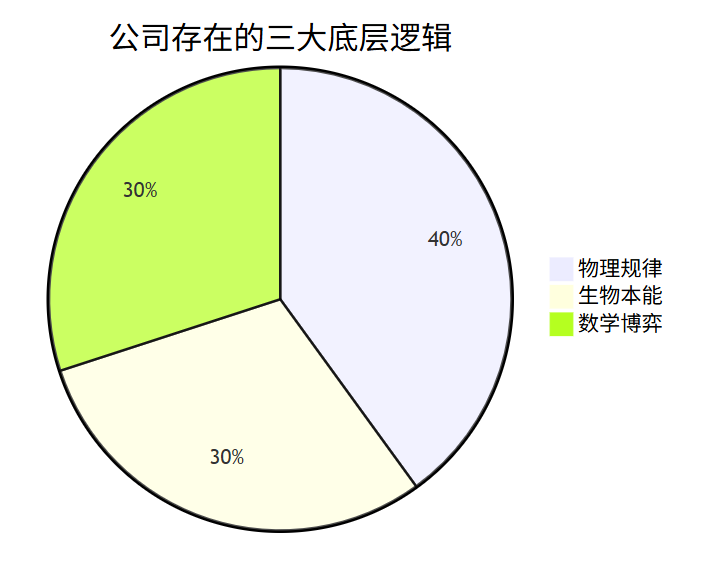 公司存在的三大底层逻辑
30%
40%
30%
物理规律
生物本能
数学博弈